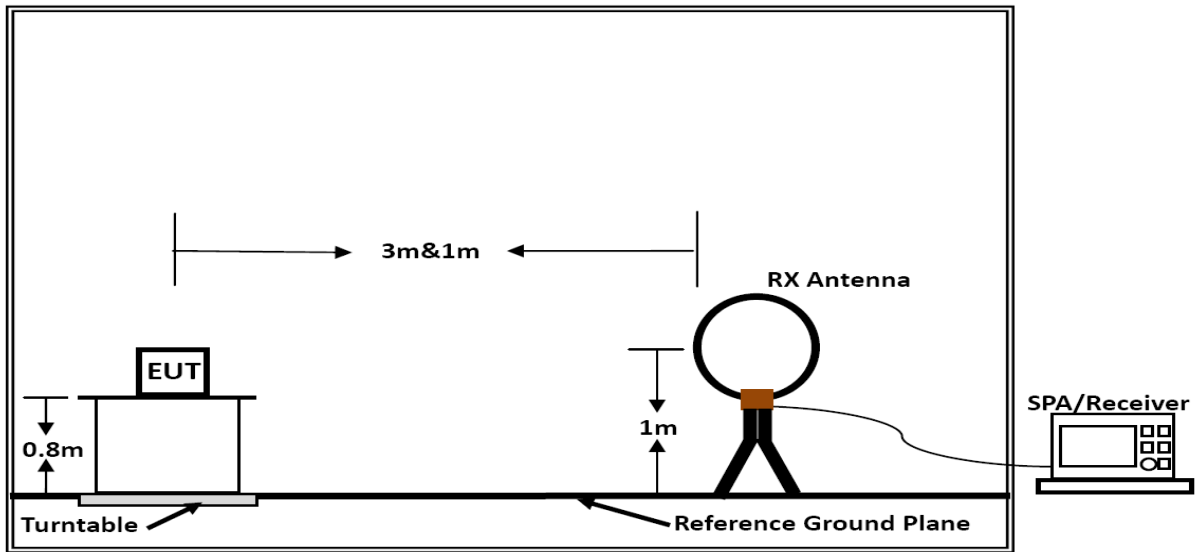 3m&1m
RX Antenna
EUT
0.8m
1m
SPA/Receiver
Turntable
Reference Ground Plane